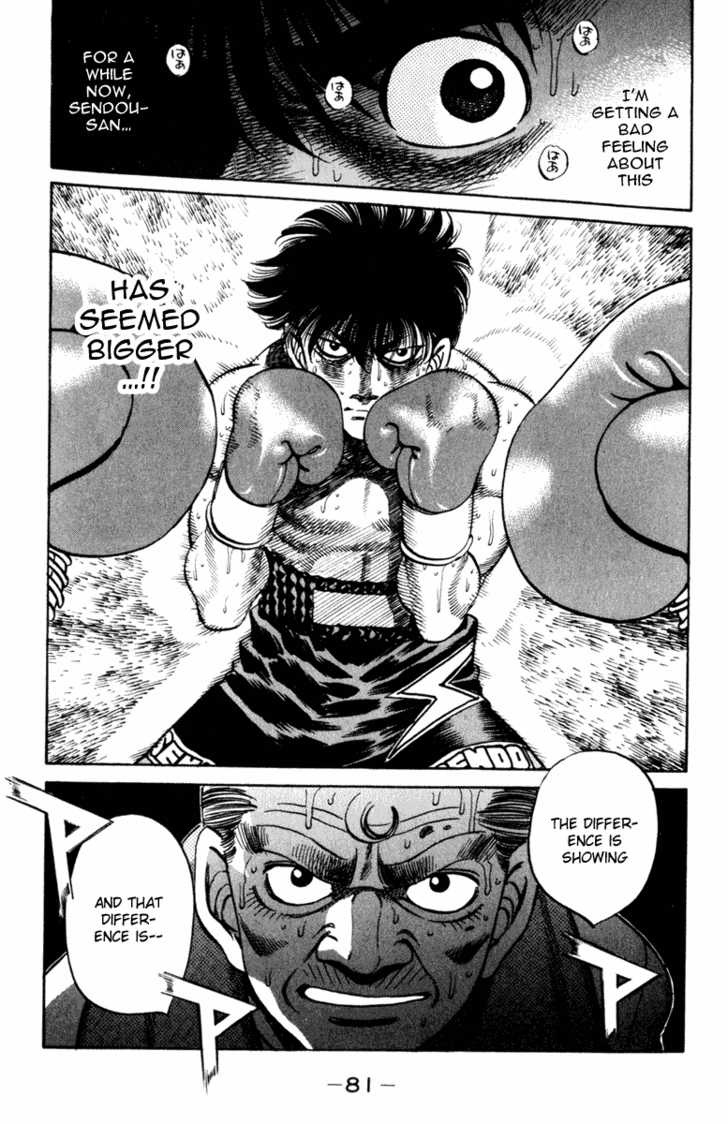 I'M
GETTING A
BAD
FEELING
ABOUT
THIS
はぁ
はぁ
はぁ
はぁ
FOR A
WHILE
NOW,
SENDOU-
SAN...
HAS
SEEMED
BIGGER
...!!
THE DIFFER-
ENCE IS
SHOWING
AND THAT
DIFFER-
ENCE IS--
-81-